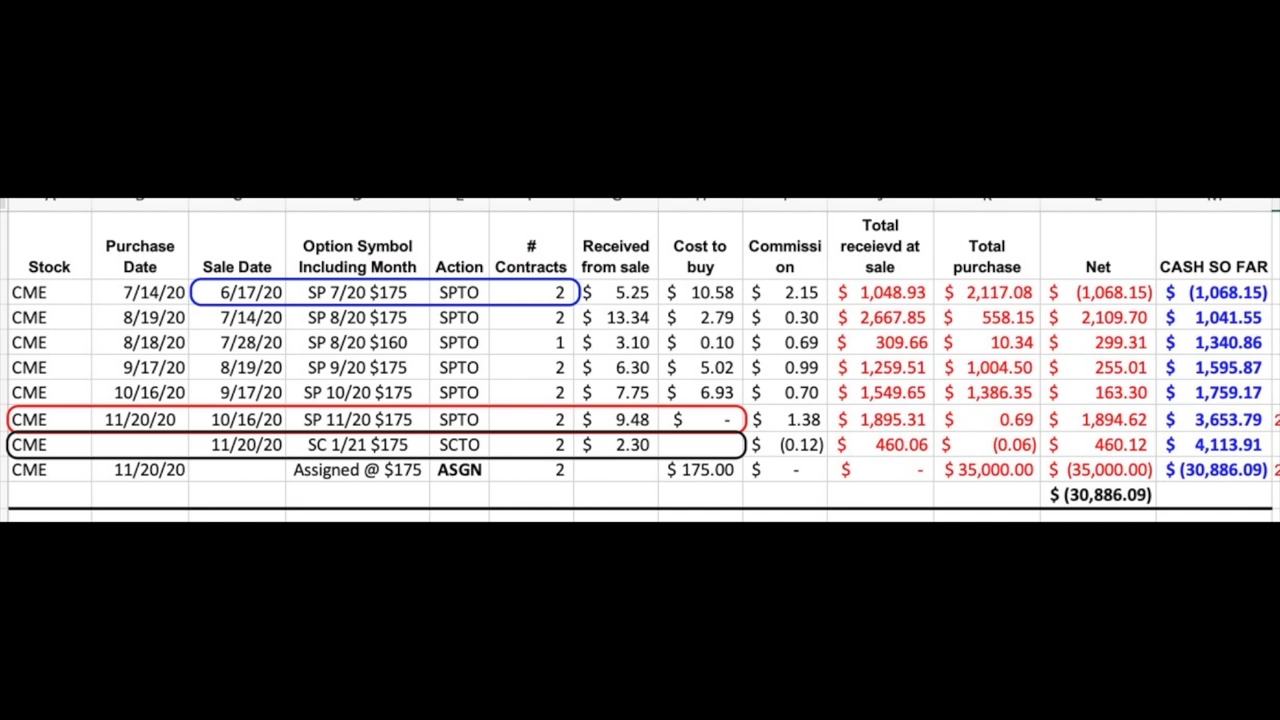 Stock Purchase Date Sale Date Option Symbol Including Month Action # Contracts Received from sale Cost to buy Commissi on Total receievd at sale Total purchase Net CASH SO FAR
CME 7/14/20 6/17/20 SP 7/20 $175 SPTO 2 $ 5.25 $ 10.58 $ 2.15 $ 1,048.93 $ 2,117.08 $ (1,068.15) $ (1,068.15)
CME 8/19/20 7/14/20 SP 8/20 $175 SPTO 2 $ 13.34 $ 2.79 $ 0.30 $ 2,667.85 $ 558.15 $ 2,109.70 $ 1,041.55
CME 8/18/20 7/28/20 SP 8/20 $160 SPTO 1 $ 3.10 $ 0.10 $ 0.69 $ 309.66 $ 10.34 $ 299.31 $ 1,340.86
CME 9/17/20 8/19/20 SP 9/20 $175 SPTO 2 $ 6.30 $ 5.02 $ 0.99 $ 1,259.51 $ 1,004.50 $ 255.01 $ 1,595.87
CME 10/16/20 9/17/20 SP 10/20 $175 SPTO 2 $ 7.75 $ 6.93 $ 0.70 $ 1,549.65 $ 1,386.35 $ 163.30 $ 1,759.17
CME 11/20/20 10/16/20 SP 11/20 $175 SPTO 2 $ 9.48 $ - $ 1.38 $ 1,895.31 $ 0.69 $ 1,894.62 $ 3,653.79
CME 11/20/20 SC 1/21 $175 SCTO 2 $ 2.30 $ (0.12) $ 460.06 $ (0.06) $ 460.12 $ 4,113.91
CME 11/20/20 Assigned @ $175 ASGN 2 $ 175.00 $ - $ - $ 35,000.00 $ (35,000.00) $ (30,886.09)
$ (30,886.09)